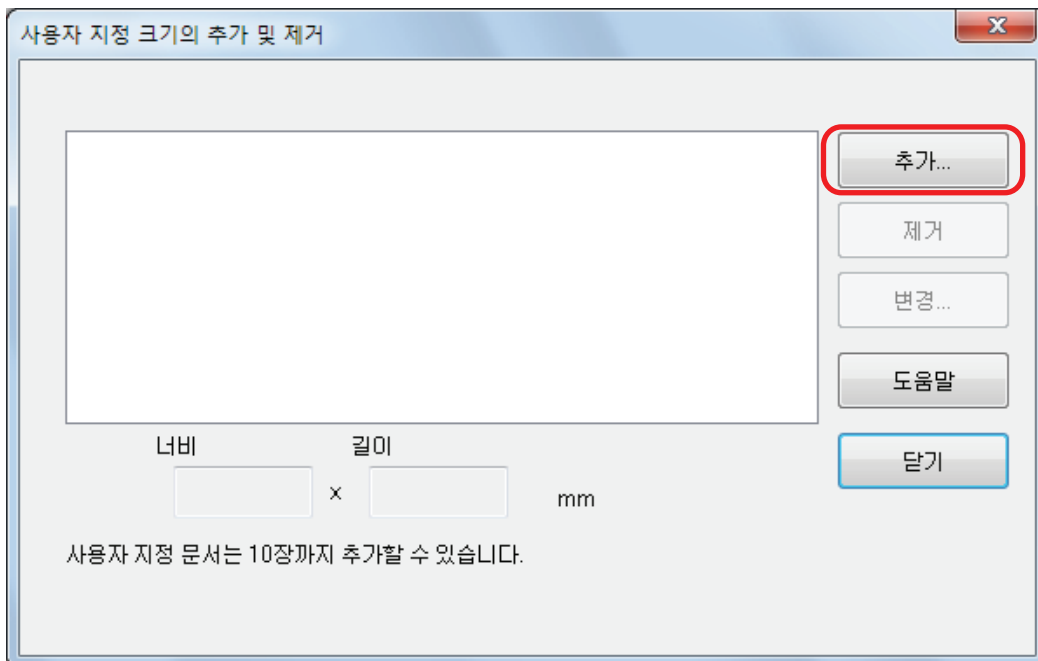 사용자 지정 크기의 추가 및 제거
추가...
제거
변경...
도움말
닫기
너비 길이
x mm
사용자 지정 문서는 10장까지 추가할 수 있습니다.